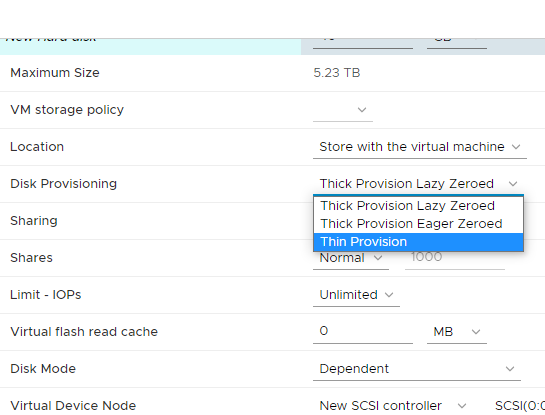 New Hard disk
GB
Maximum Size 5.23 TB
VM storage policy
Location Store with the virtual machine
Disk Provisioning Thick Provision Lazy Zeroed
Thick Provision Lazy Zeroed
Thick Provision Eager Zeroed
Sharing
Thin Provision
Shares Normal 1000
Limit - IOPs Unlimited
Virtual flash read cache 0 MB
Disk Mode Dependent
Virtual Device Node New SCSI controller SCSI(0:0